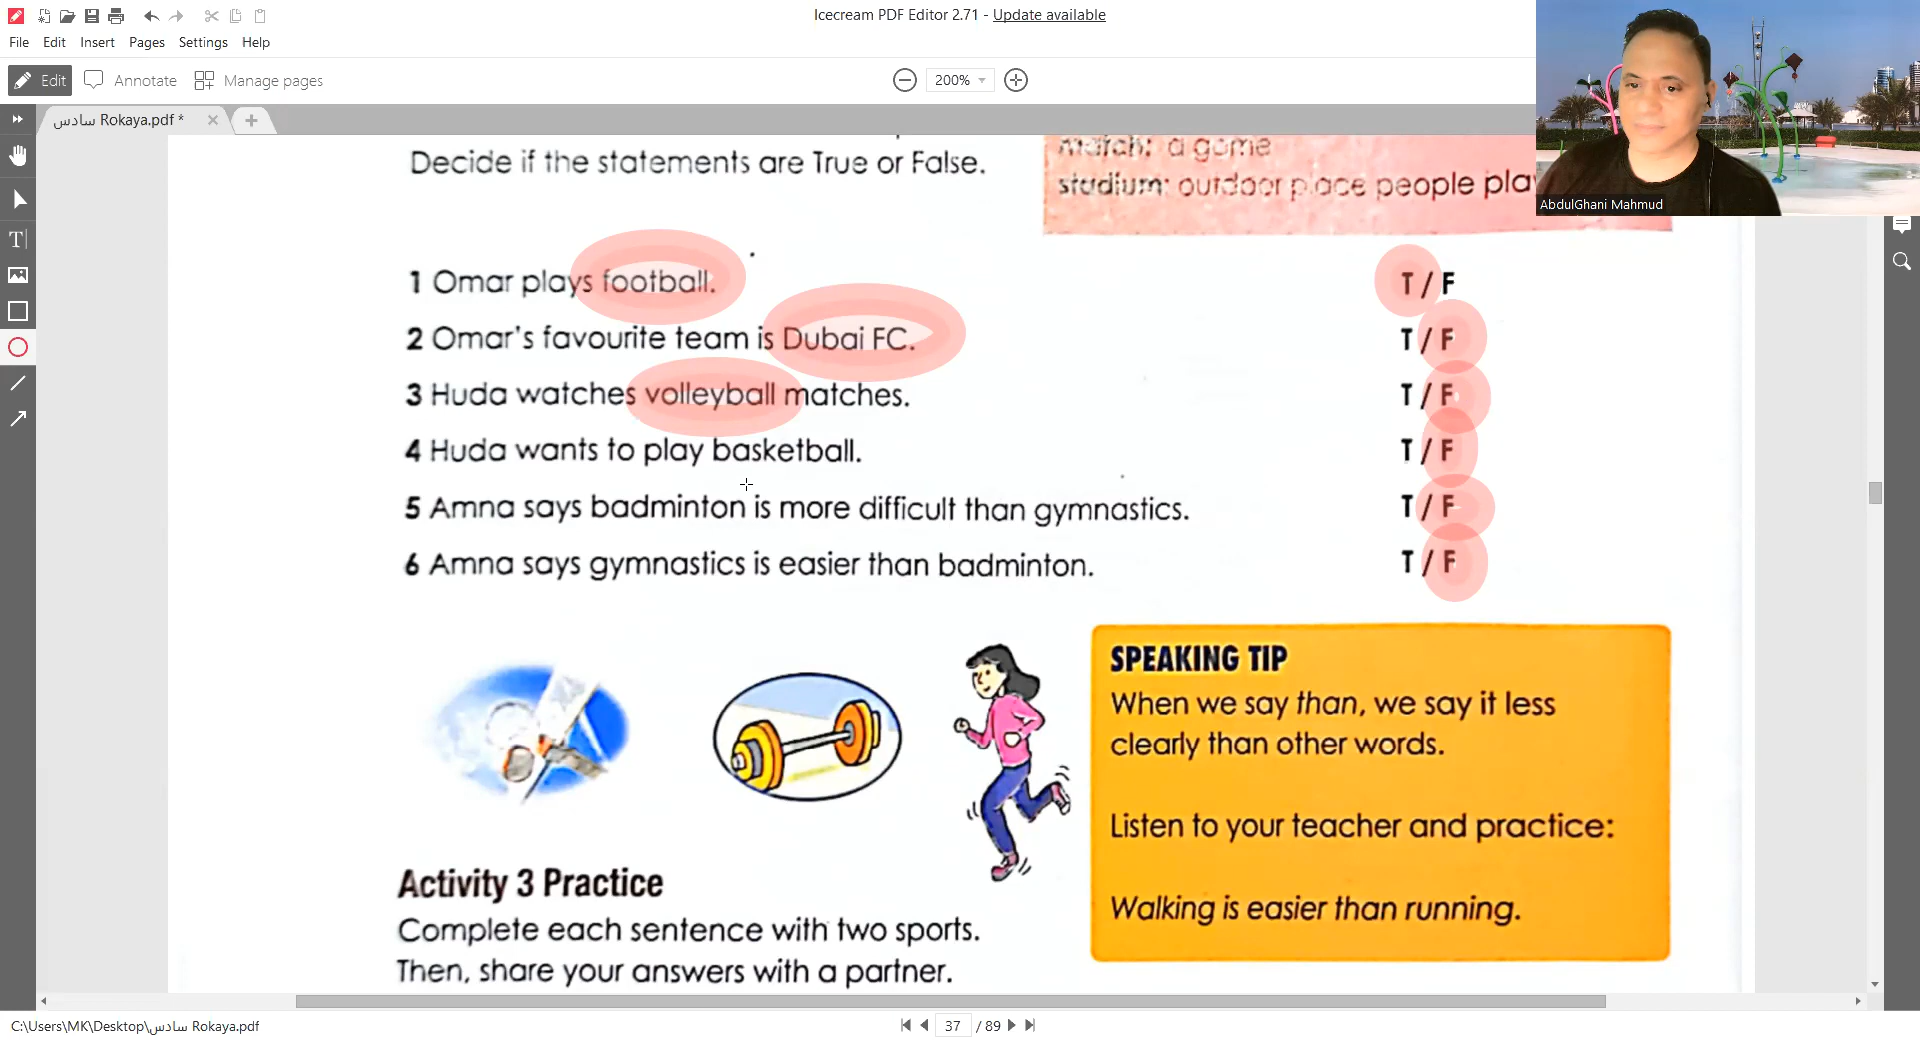 Icecream PDF Editor 2.71 - Update available
File Edit Insert Pages Settings Help
Edit Annotate Manage pages
200%
سادس Rokaya.pdf *
AbdulGhani Mahmud
Decide if the statements are True or False.
match: a game
stadium: outdoor place people play
1 Omar plays football. T / F
2 Omar's favourite team is Dubai FC. T / F
3 Huda watches volleyball matches. T / F
4 Huda wants to play basketball. T / F
5 Amna says badminton is more difficult than gymnastics. T / F
6 Amna says gymnastics is easier than badminton. T / F
SPEAKING TIP
When we say than, we say it less
clearly than other words.
Listen to your teacher and practice:
Walking is easier than running.
Activity 3 Practice
Complete each sentence with two sports.
Then, share your answers with a partner.
C:\Users\MK\Desktop\سادس Rokaya.pdf
37 / 89